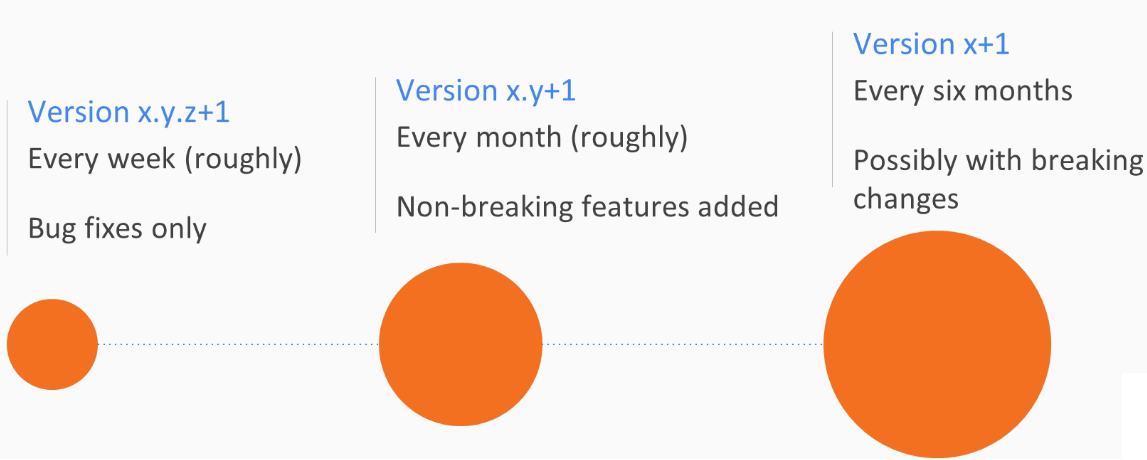 Version x.y.z+1
Every week (roughly)
Bug fixes only
Version x.y+1
Every month (roughly)
Non-breaking features added
Version x+1
Every six months
Possibly with breaking
changes